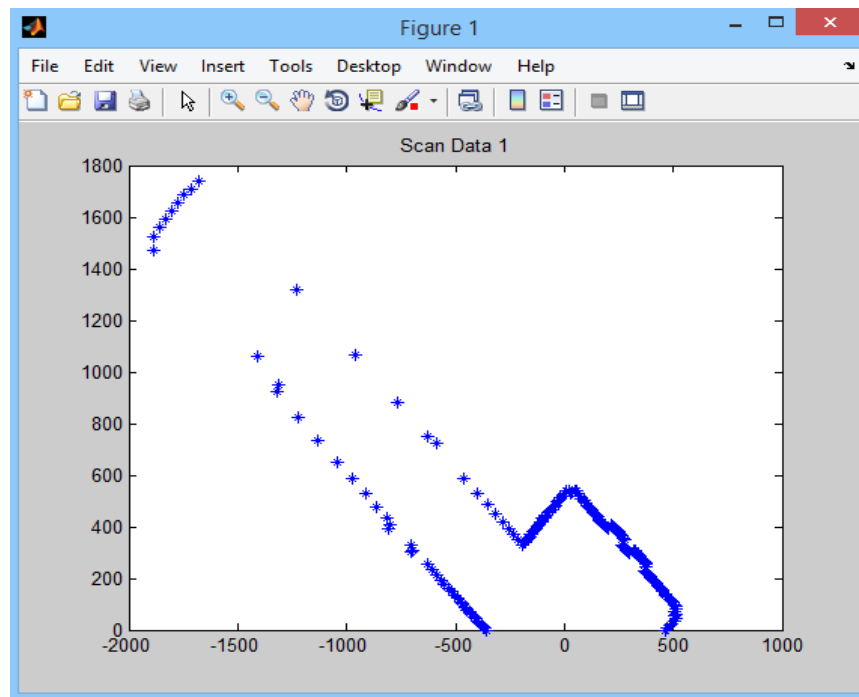 Figure 1
File Edit View Insert Tools Desktop Window Help
Scan Data 1
1800
1600
1400
1200
1000
800
600
400
200
0
-2000 -1500 -1000 -500 0 500 1000